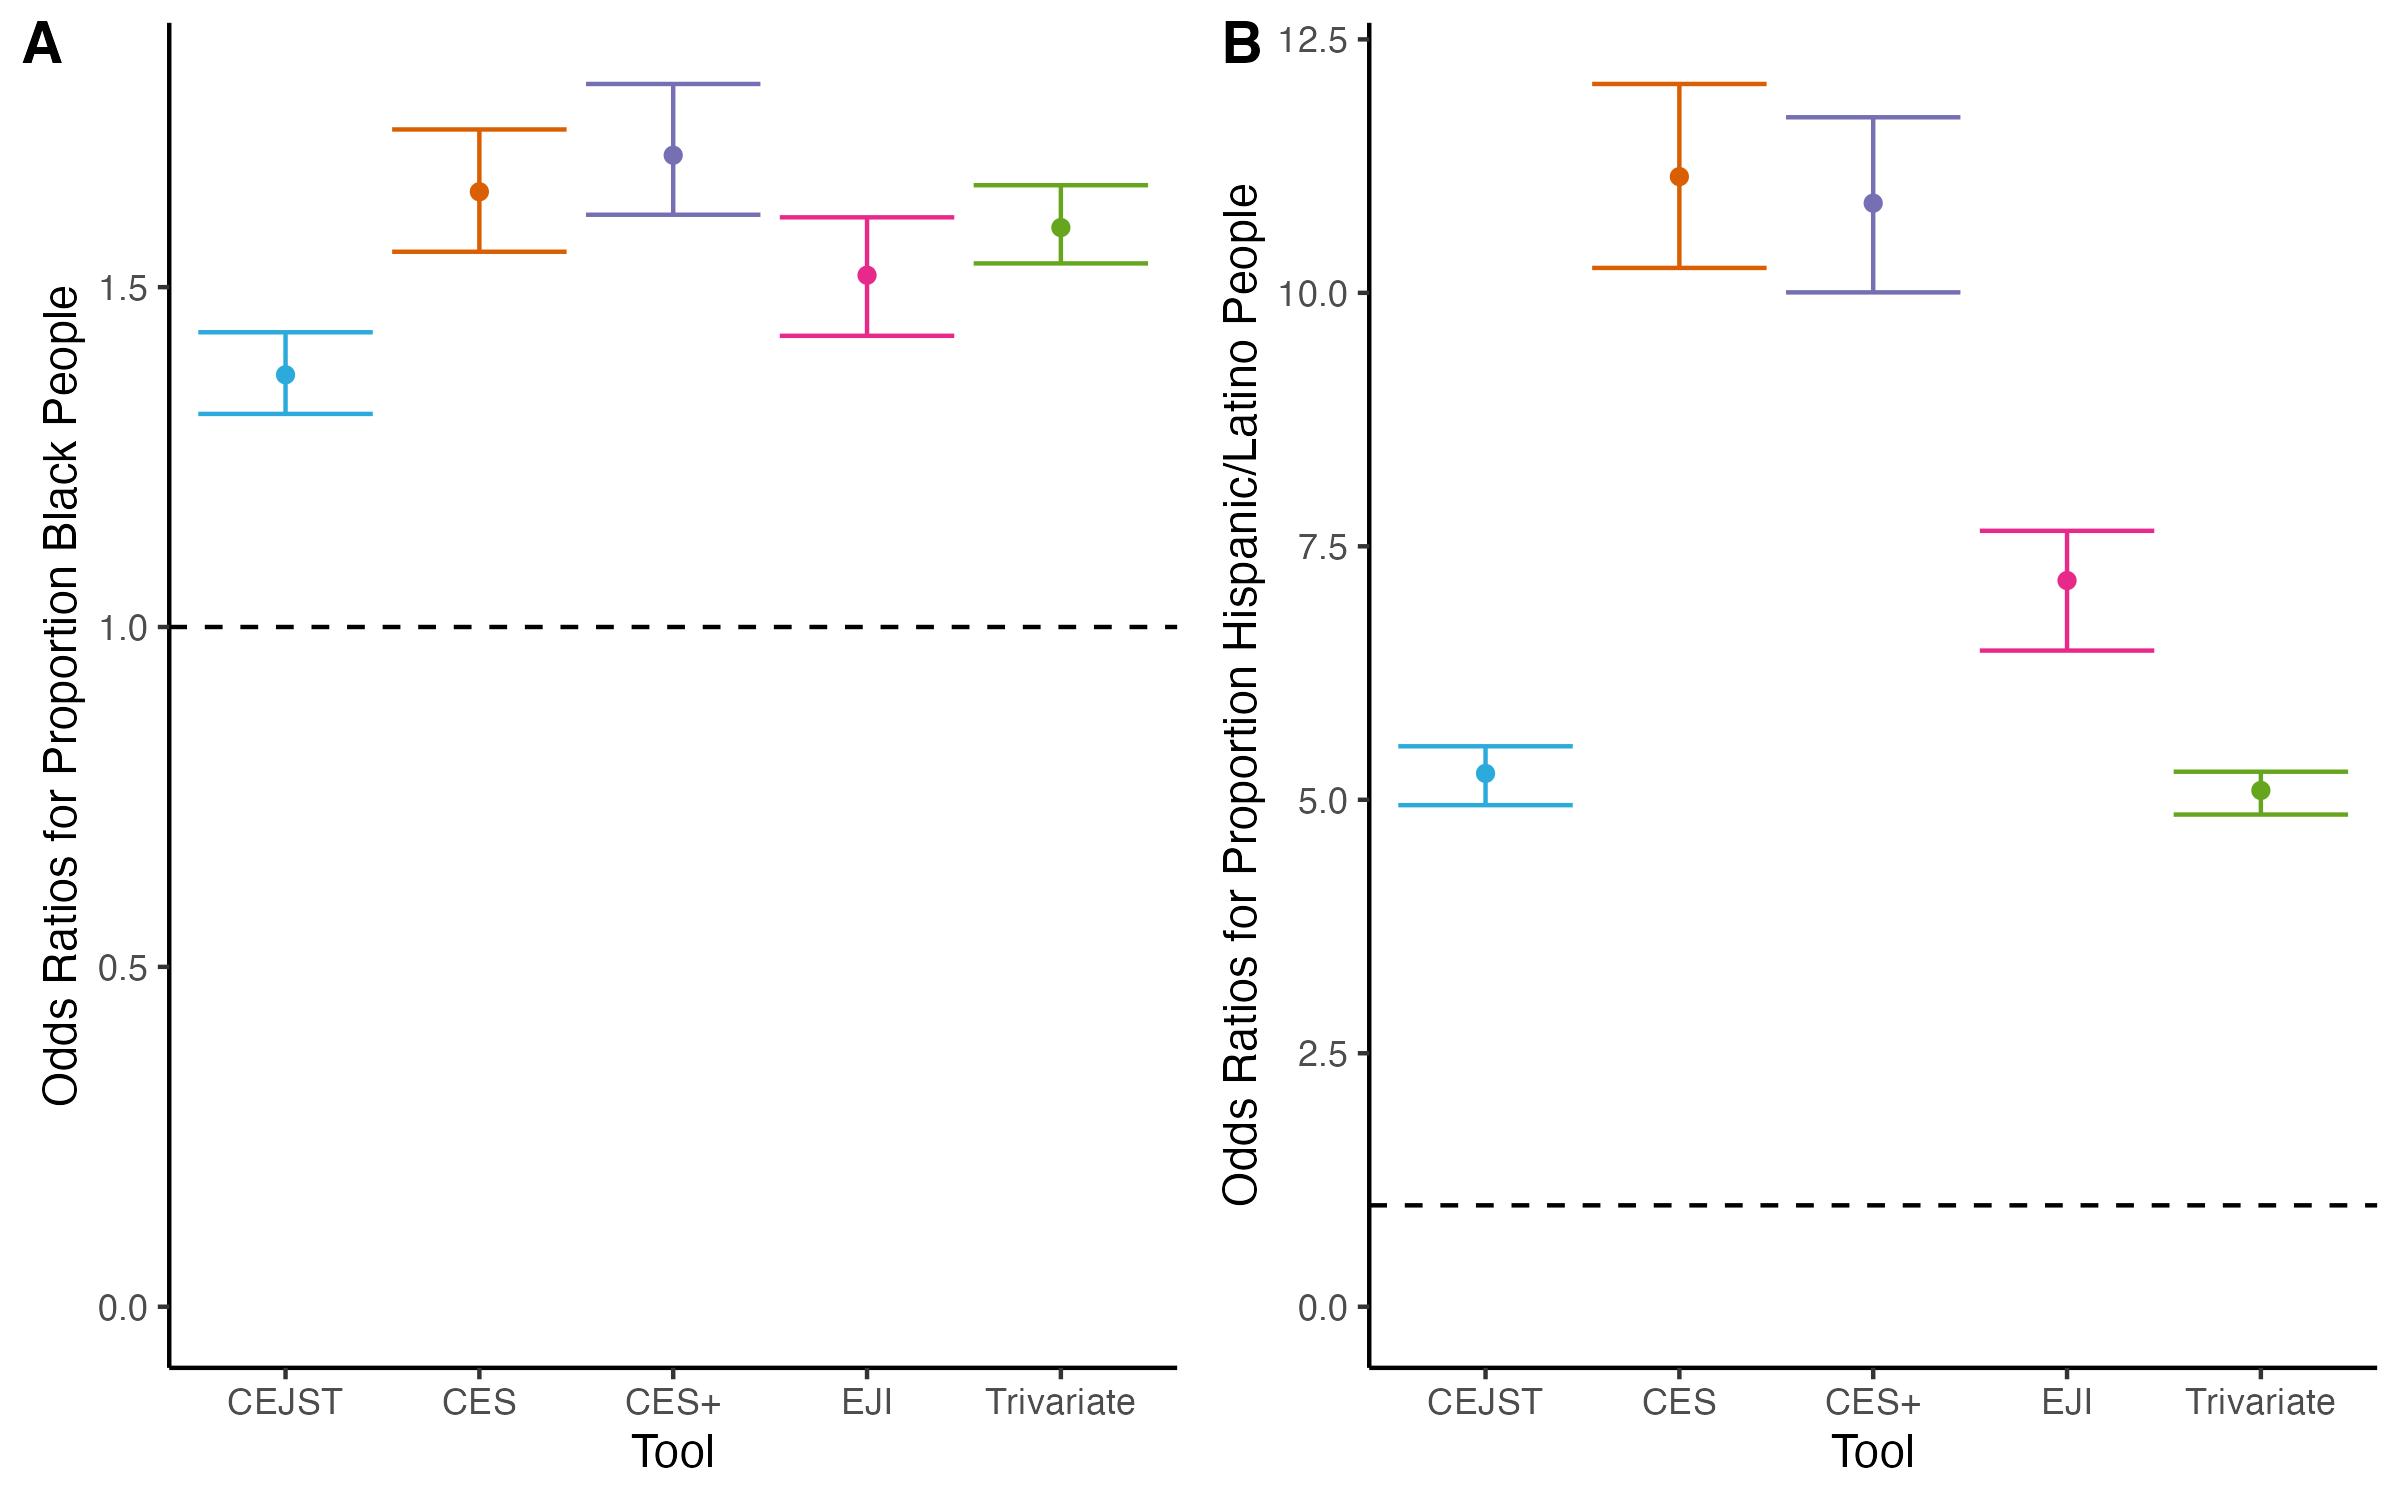 A
Odds Ratios for Proportion Black People
1.5
1.0
0.5
0.0
CEJST CES CES+ EJI Trivariate
Tool
B
Odds Ratios for Proportion Hispanic/Latino People
12.5
10.0
7.5
5.0
2.5
0.0
CEJST CES CES+ EJI Trivariate
Tool